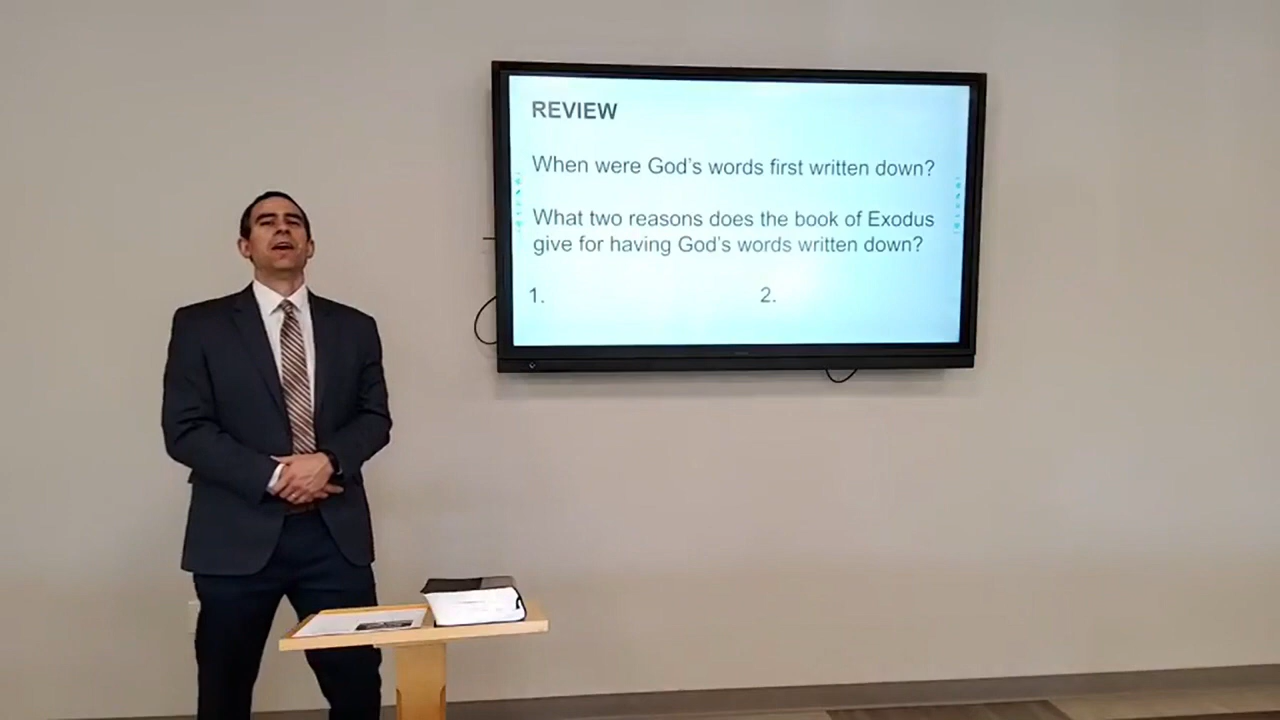 REVIEW
When were God's words first written down?
What two reasons does the book of Exodus
give for having God's words written down?
1. 2.